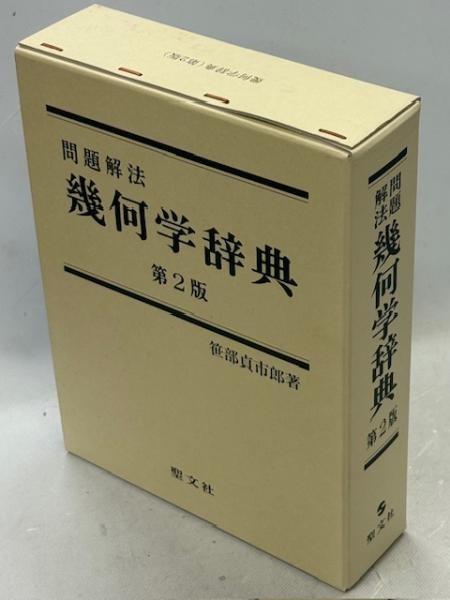 幾何学辞典(第2版)
問題解法
幾何学辞典
第2版
笹部貞市郎著
聖文社
問題
解法
幾何学辞典
第2版
聖文社